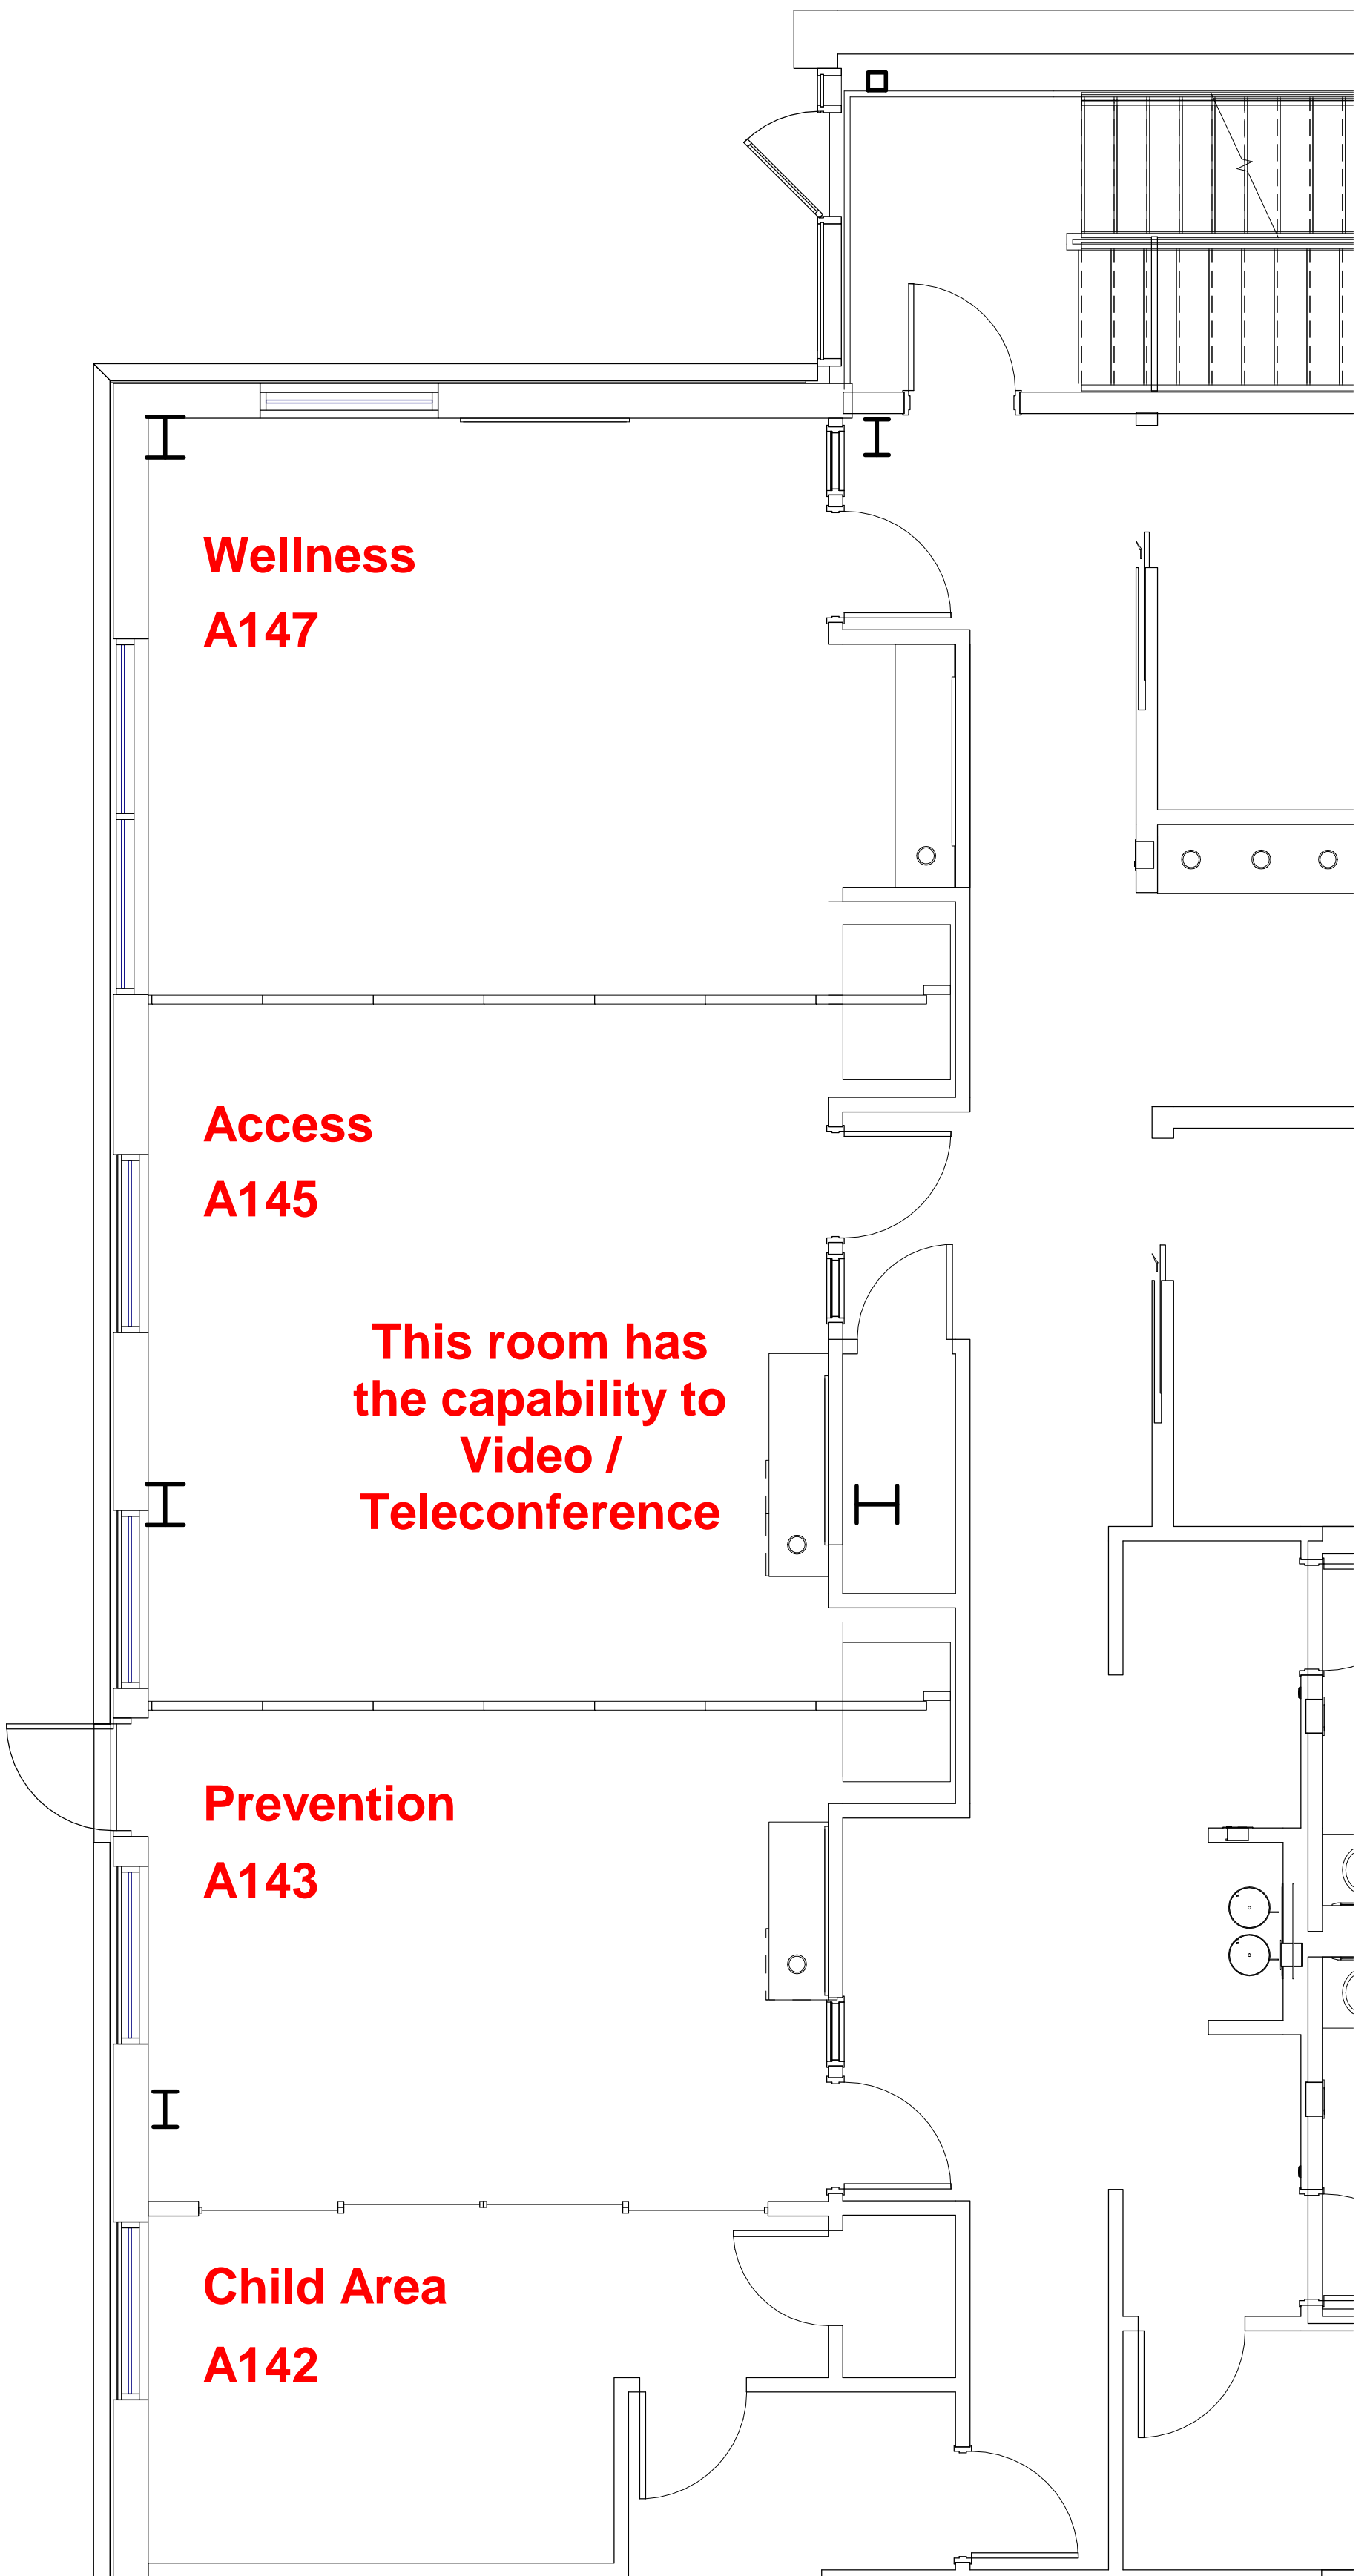 Wellness
A147
Access
A145
This room has
the capability to
Video /
Teleconference
Prevention
A143
Child Area
A142